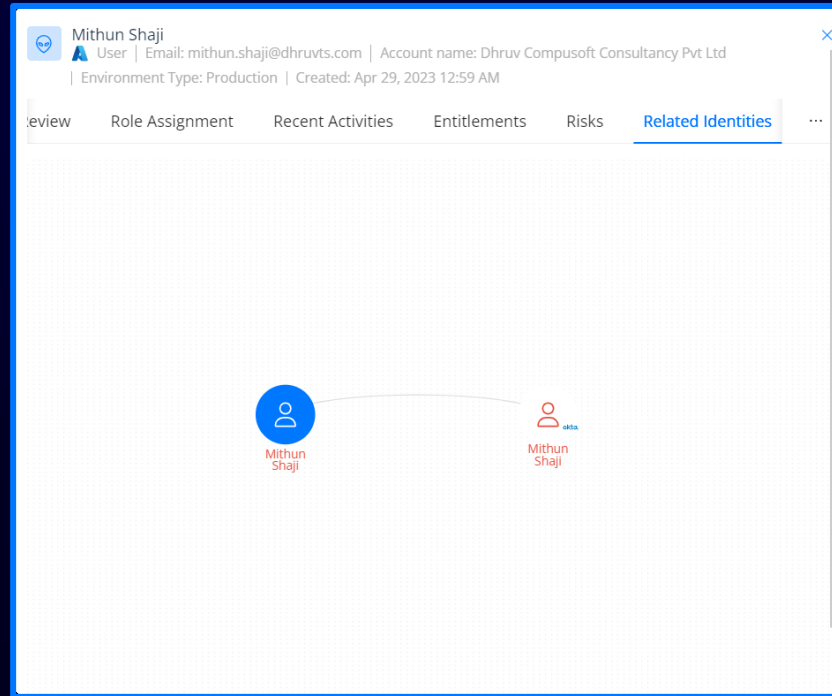 Mithun Shaji
User | Email: mithun.shaji@dhruvts.com | Account name: Dhruv Compusoft Consultancy Pvt Ltd
| Environment Type: Production | Created: Apr 29, 2023 12:59 AM
eview Role Assignment Recent Activities Entitlements Risks Related Identities ...
Mithun
Shaji
okta
Mithun
Shaji